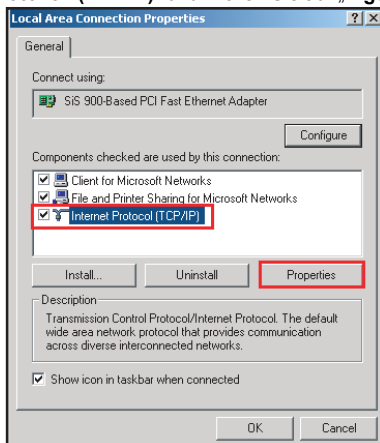 Local Area Connection Properties
General
Connect using:
SiS 900-Based PCI Fast Ethernet Adapter
Configure
Components checked are used by this connection:
Client for Microsoft Networks
File and Printer Sharing for Microsoft Networks
Internet Protocol (TCP/IP)
Install... Uninstall Properties
Description
Transmission Control Protocol/Internet Protocol. The default
wide area network protocol that provides communication
across diverse interconnected networks.
Show icon in taskbar when connected
OK Cancel